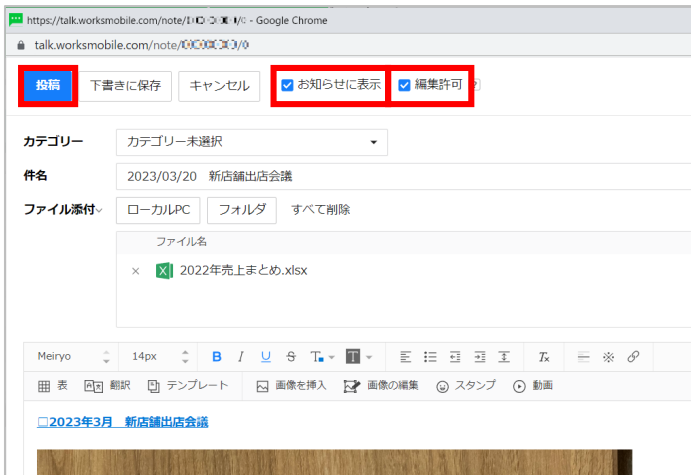 https://talk.worksmobile.com/note/ - Google Chrome
talk.worksmobile.com/note/
投稿 下書きに保存 キャンセル お知らせに表示 編集許可
カテゴリー カテゴリー未選択
件名 2023/03/20 新店舗出店会議
ファイル添付 ローカルPC フォルダ すべて削除
ファイル名
× 2022年売上まとめ.xlsx
Meiryo 14px B I U S T T Tx
表 翻訳 テンプレート 画像を挿入 画像の編集 スタンプ 動画
□2023年3月 新店舗出店会議